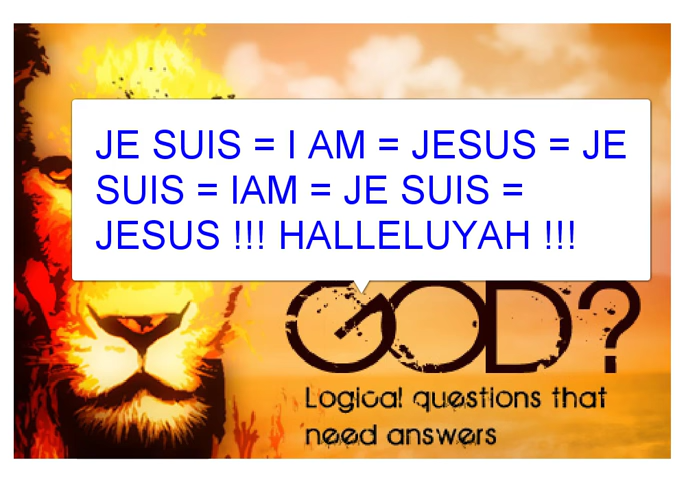 JE SUIS = I AM = JESUS = JE
SUIS = IAM = JE SUIS =
JESUS !!! HALLELUYAH !!!
GOD?
Logical questions that
need answers